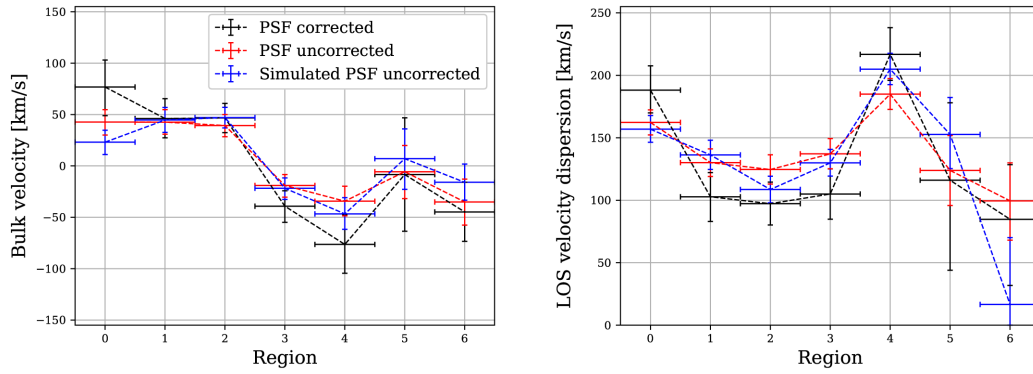 150
100
50
0
−50
−100
−150
Bulk velocity [km/s]
PSF corrected
PSF uncorrected
Simulated PSF uncorrected
0 1 2 3 4 5 6
Region
250
200
150
100
50
0
LOS velocity dispersion [km/s]
0 1 2 3 4 5 6
Region